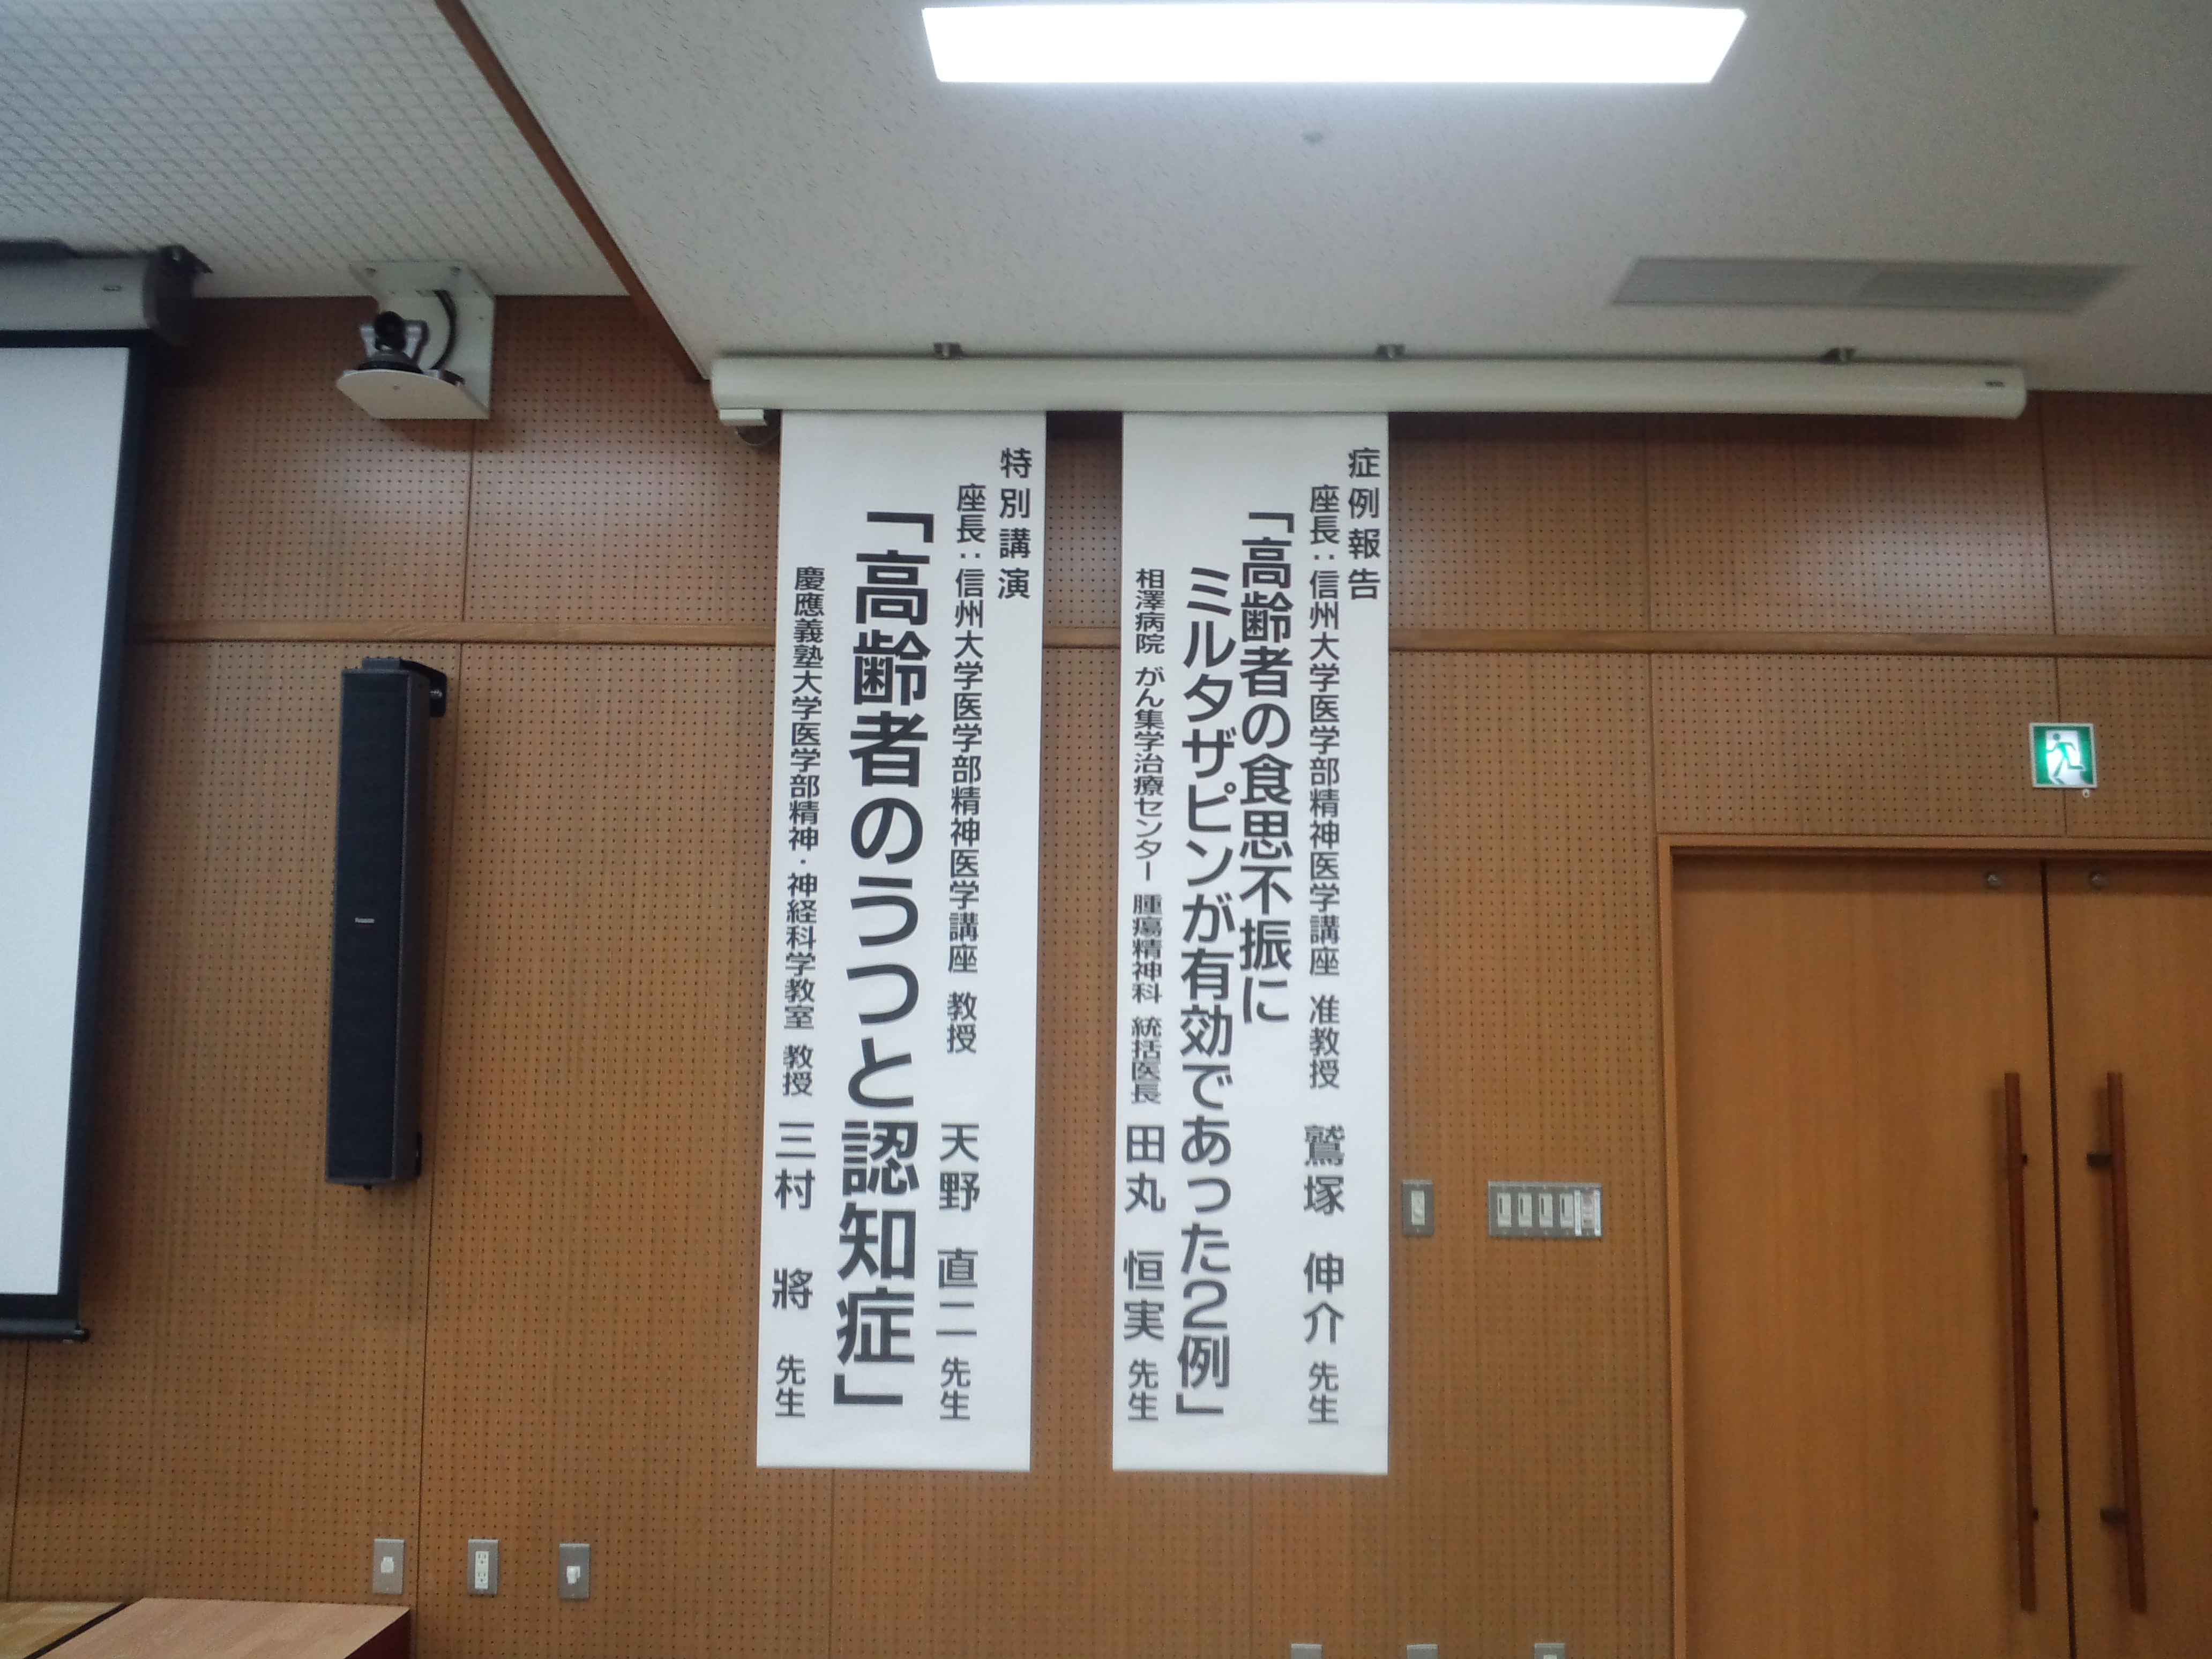 症例報告
座長：信州大学医学部精神医学講座 准教授 鷲塚 伸介 先生
「高齢者の食思不振に
ミルタザピンが有効であった2例」
相澤病院 がん集学治療センター 腫瘍精神科 統括医長 田丸 恒実 先生
特別講演
座長：信州大学医学部精神医学講座 教授 天野 直二 先生
「高齢者のうつと認知症」
慶應義塾大学医学部精神・神経科学教室 教授 三村 將 先生